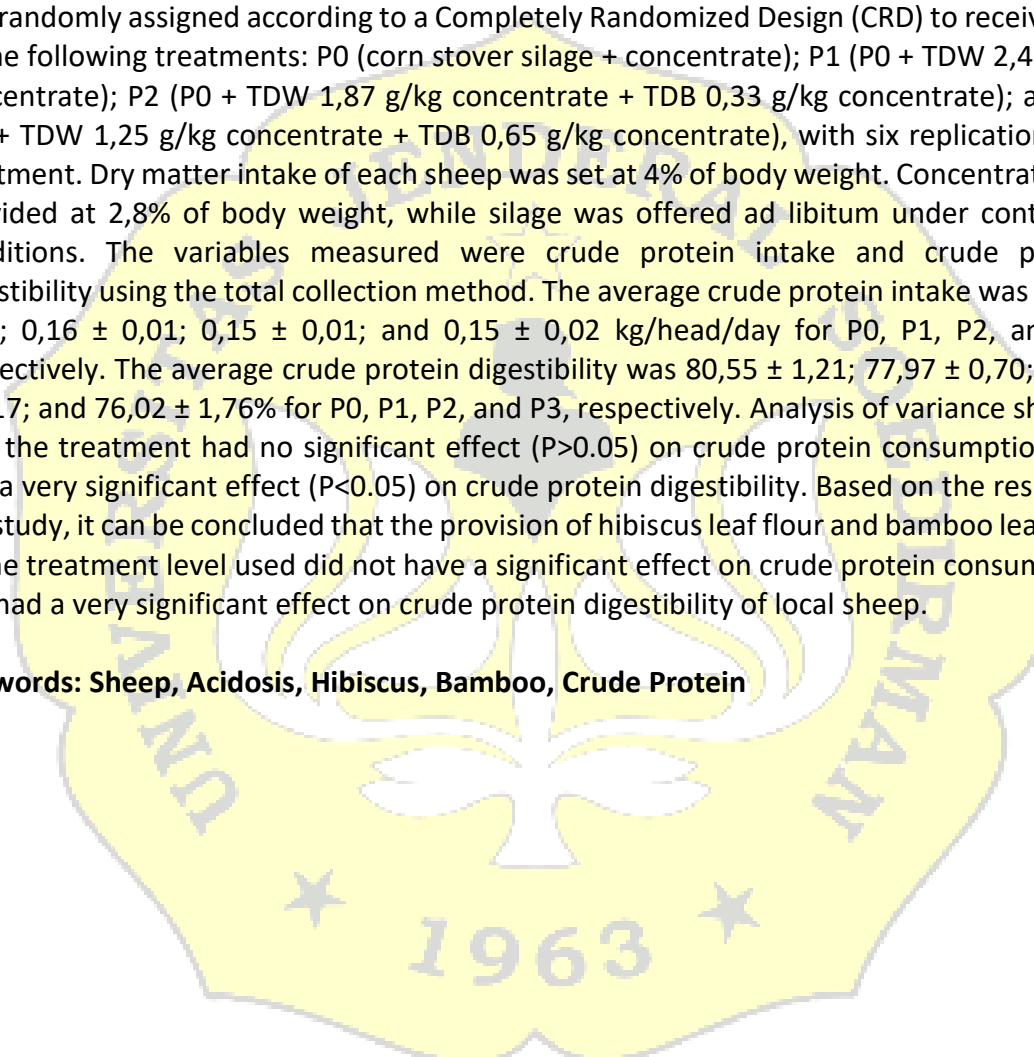 randomly assigned according to a Completely Randomized Design (CRD) to receiv
he following treatments: P0 (corn stover silage + concentrate); P1 (P0 + TDW 2,4
centrate); P2 (P0 + TDW 1,87 g/kg concentrate + TDB 0,33 g/kg concentrate); a
+ TDW 1,25 g/kg concentrate + TDB 0,65 g/kg concentrate), with six replication
tment. Dry matter intake of each sheep was set at 4% of body weight. Concentrat
vided at 2,8% of body weight, while silage was offered ad libitum under cont
ditions. The variables measured were crude protein intake and crude p
estibility using the total collection method. The average crude protein intake was
; 0,16 ± 0,01; 0,15 ± 0,01; and 0,15 ± 0,02 kg/head/day for P0, P1, P2, an
ectively. The average crude protein digestibility was 80,55 ± 1,21; 77,97 ± 0,70;
17; and 76,02 ± 1,76% for P0, P1, P2, and P3, respectively. Analysis of variance sh
the treatment had no significant effect (P>0.05) on crude protein consumptio
a very significant effect (P<0.05) on crude protein digestibility. Based on the res
study, it can be concluded that the provision of hibiscus leaf flour and bamboo lea
he treatment level used did not have a significant effect on crude protein consum
had a very significant effect on crude protein digestibility of local sheep.
words: Sheep, Acidosis, Hibiscus, Bamboo, Crude Protein
UNIVERSITAS JENDERAL SOEDIRMAN
1963